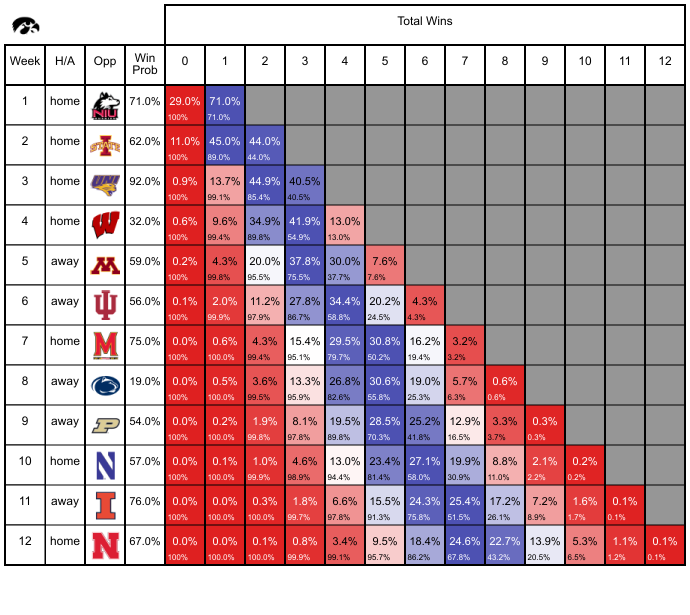 Total Wins
Week H/A Opp Win Prob 0 1 2 3 4 5 6 7 8 9 10 11 12
1 home NIU 71.0% 29.0% 71.0%
100% 71.0%
2 home STATE 62.0% 11.0% 45.0% 44.0%
100% 89.0% 44.0%
3 home UNI 92.0% 0.9% 13.7% 44.9% 40.5%
100% 99.1% 85.4% 40.5%
4 home W 32.0% 0.6% 9.6% 34.9% 41.9% 13.0%
100% 99.4% 89.8% 54.9% 13.0%
5 away M 59.0% 0.2% 4.3% 20.0% 37.8% 30.0% 7.6%
100% 99.8% 95.5% 75.5% 37.7% 7.6%
6 away 56.0% 0.1% 2.0% 11.2% 27.8% 34.4% 20.2% 4.3%
100% 99.9% 97.9% 86.7% 58.8% 24.5% 4.3%
7 home M 75.0% 0.0% 0.6% 4.3% 15.4% 29.5% 30.8% 16.2% 3.2%
100% 100.0% 99.4% 95.1% 79.7% 50.2% 19.4% 3.2%
8 away 19.0% 0.0% 0.5% 3.6% 13.3% 26.8% 30.6% 19.0% 5.7% 0.6%
100% 100.0% 99.5% 95.9% 82.6% 55.8% 25.3% 6.3% 0.6%
9 away P 54.0% 0.0% 0.2% 1.9% 8.1% 19.5% 28.5% 25.2% 12.9% 3.3% 0.3%
100% 100.0% 99.8% 97.8% 89.8% 70.3% 41.8% 16.5% 3.7% 0.3%
10 home N 57.0% 0.0% 0.1% 1.0% 4.6% 13.0% 23.4% 27.1% 19.9% 8.8% 2.1% 0.2%
100% 100.0% 99.9% 98.9% 94.4% 81.4% 58.0% 30.9% 11.0% 2.2% 0.2%
11 away I 76.0% 0.0% 0.0% 0.3% 1.8% 6.6% 15.5% 24.3% 25.4% 17.2% 7.2% 1.6% 0.1%
100% 100.0% 100.0% 99.7% 97.8% 91.3% 75.8% 51.5% 26.1% 8.9% 1.7% 0.1%
12 home N 67.0% 0.0% 0.0% 0.1% 0.8% 3.4% 9.5% 18.4% 24.6% 22.7% 13.9% 5.3% 1.1% 0.1%
100% 100.0% 100.0% 99.9% 99.1% 95.7% 86.2% 67.8% 43.2% 20.5% 6.5% 1.2% 0.1%